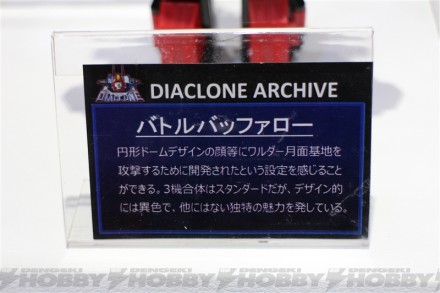 DIACLONE
DIACLONE ARCHIVE
バトルバッファロー
円形ドームデザインの顔等にワルダー月面基地を
攻撃するために開発されたという設定を感じること
ができる。3機合体はスタンダードだが、デザイン的
には異色で、他にはない独特の魅力を発している。
DENGEKI HOBBY DENGEKI HOBBY DENGEKI HOBBY DENGEKI HOBBY